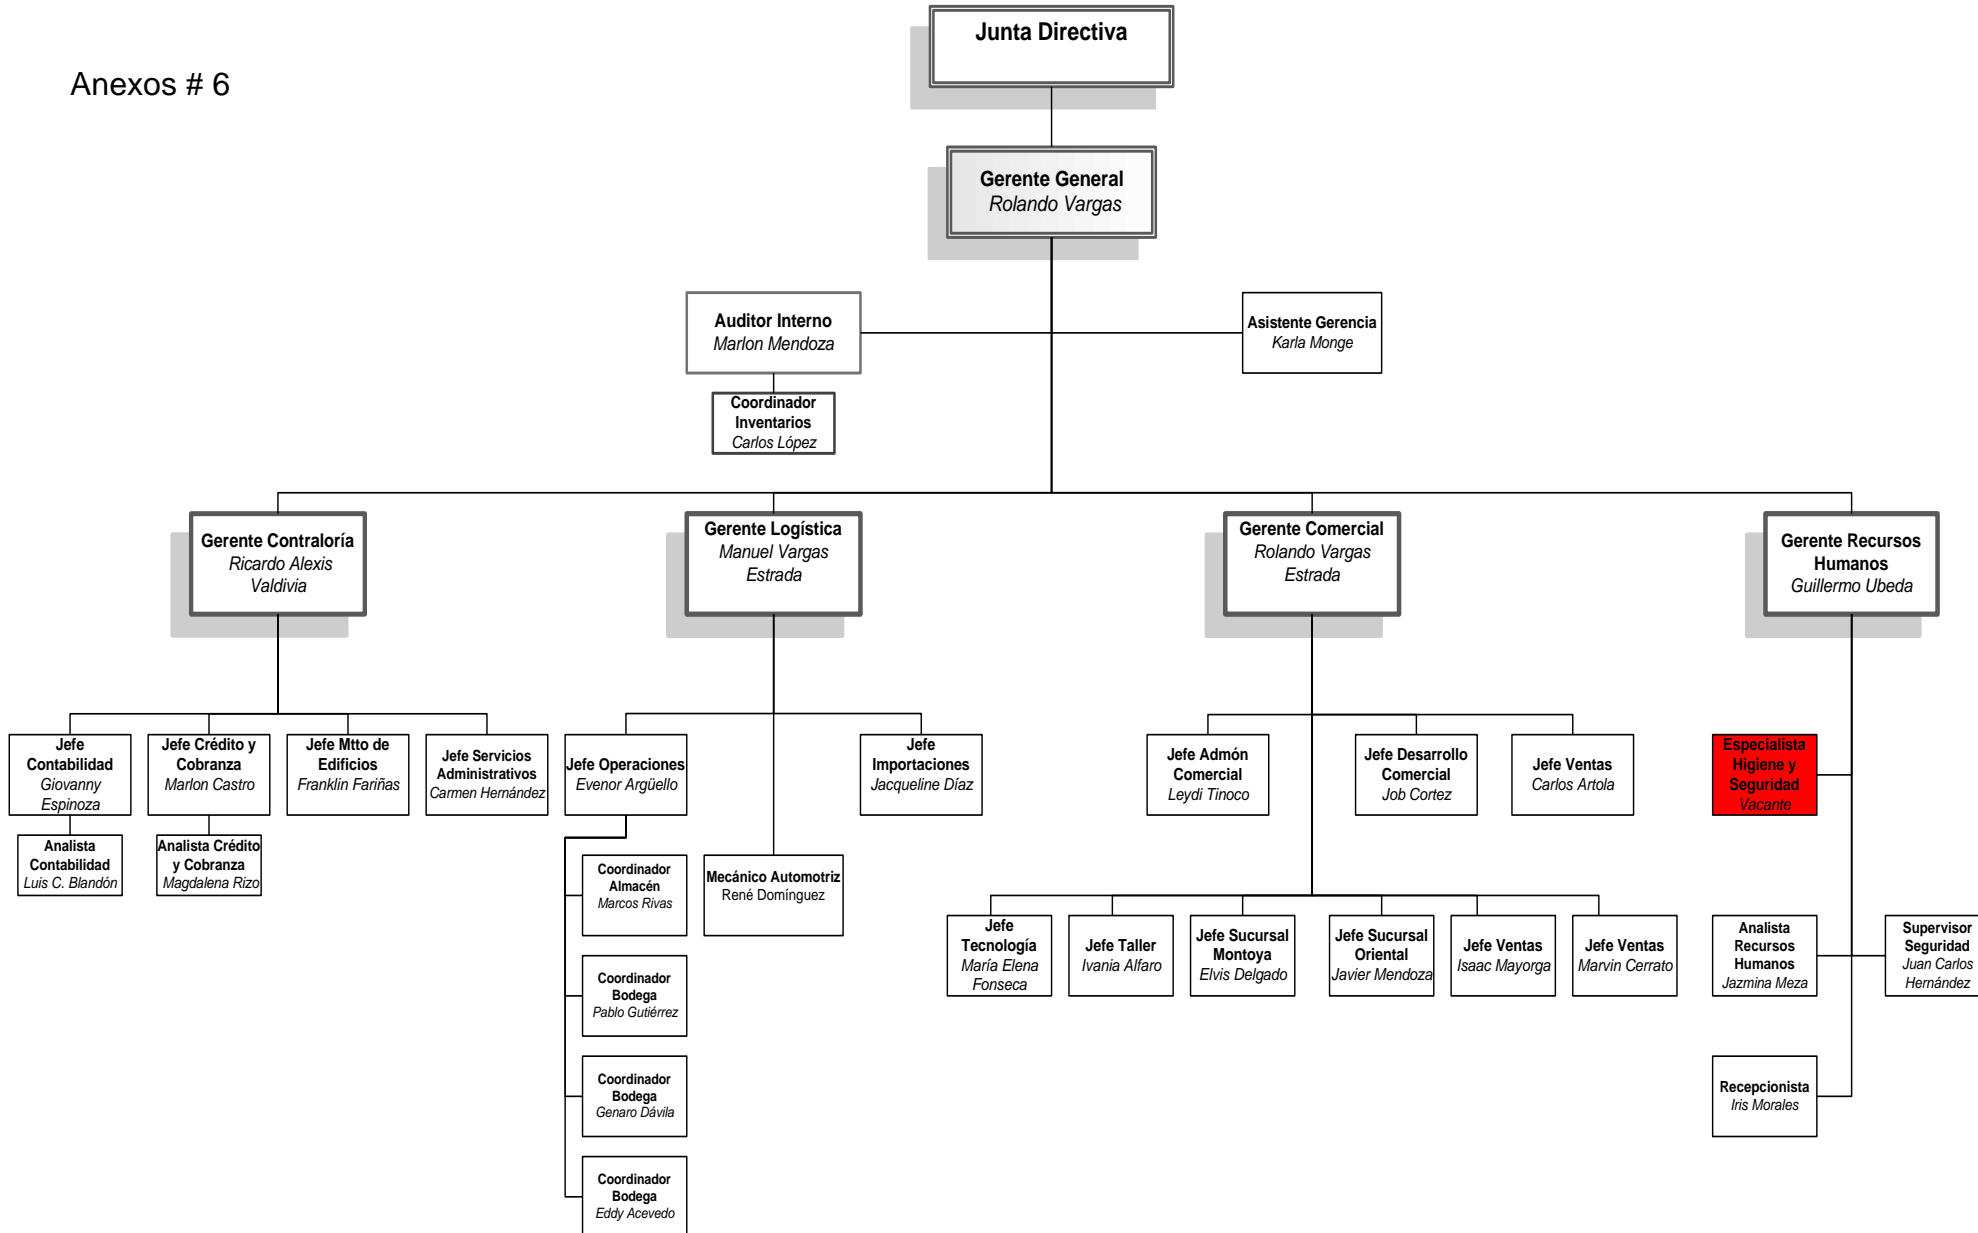 Junta Directiva
Anexos # 6
Gerente General
Rolando Vargas
Auditor Interno
Marlon Mendoza
Asistente Gerencia
Karla Monge
Coordinador
Inventarios
Carlos López
Gerente Contraloría
Ricardo Alexis
Valdivia
Gerente Logística
Manuel Vargas
Estrada
Gerente Comercial
Rolando Vargas
Estrada
Gerente Recursos
Humanos
Guillermo Ubeda
Jefe
Contabilidad
Giovanny
Espinoza
Jefe Crédito y
Cobranza
Marlon Castro
Jefe Mtto de
Edificios
Franklin Fariñas
Jefe Servicios
Administrativos
Carmen Hernández
Jefe Operaciones
Evenor Argüello
Jefe
Importaciones
Jacqueline Díaz
Jefe Admón
Comercial
Leydi Tinoco
Jefe Desarrollo
Comercial
Job Cortez
Jefe Ventas
Carlos Artola
Especialista
Higiene y
Seguridad
Vacante
Analista
Contabilidad
Luis C. Blandón
Analista Crédito
y Cobranza
Magdalena Rizo
Coordinador
Almacén
Marcos Rivas
Mecánico Automotriz
René Domínguez
Jefe
Tecnología
María Elena
Fonseca
Jefe Taller
Ivania Alfaro
Jefe Sucursal
Montoya
Elvis Delgado
Jefe Sucursal
Oriental
Javier Mendoza
Jefe Ventas
Isaac Mayorga
Jefe Ventas
Marvin Cerrato
Analista
Recursos
Humanos
Jazmina Meza
Supervisor
Seguridad
Juan Carlos
Hernández
Coordinador
Bodega
Pablo Gutiérrez
Coordinador
Bodega
Genaro Dávila
Recepcionista
Iris Morales
Coordinador
Bodega
Eddy Acevedo